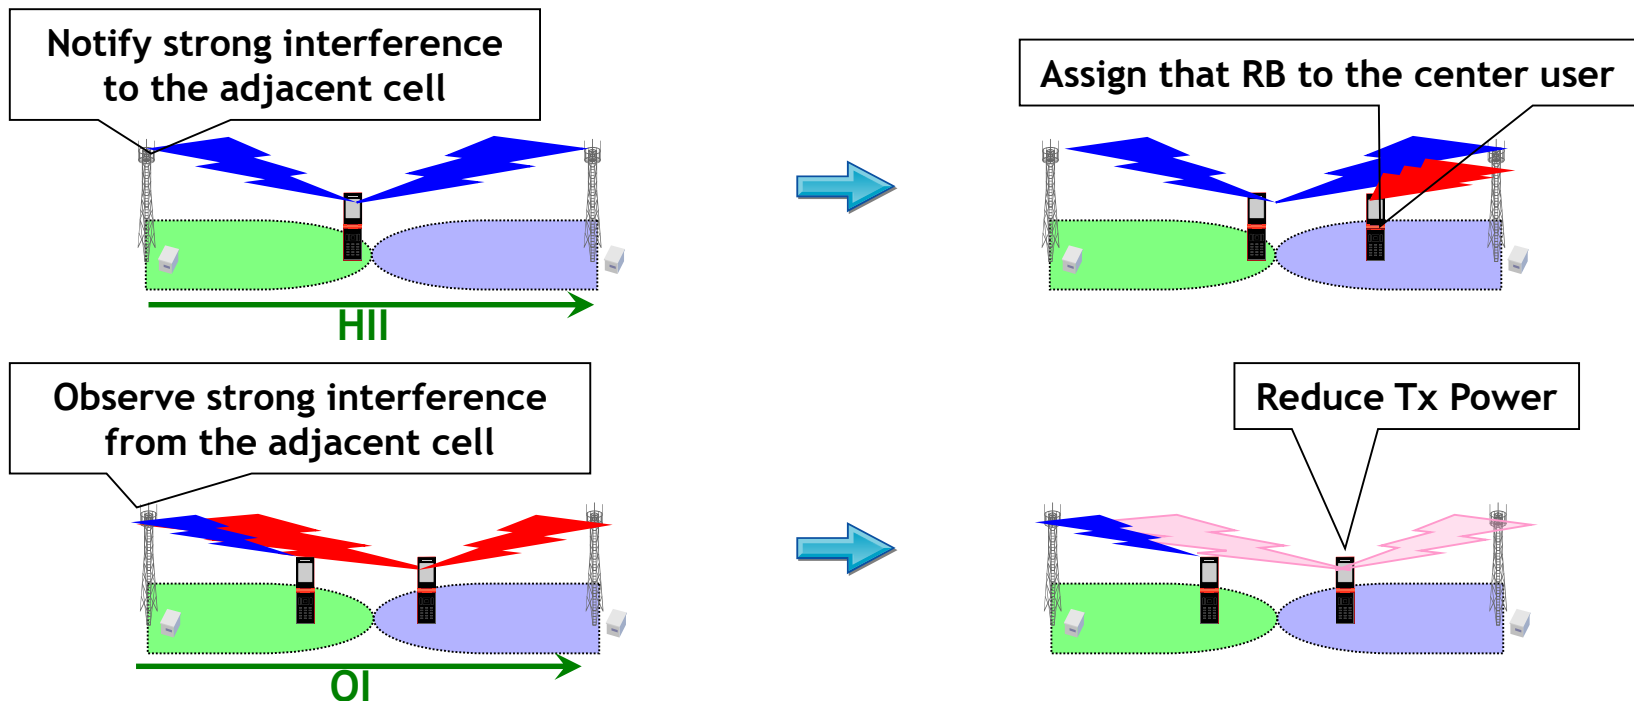 Notify strong interference
to the adjacent cell
Assign that RB to the center user
HII
Observe strong interference
from the adjacent cell
Reduce Tx Power
OI